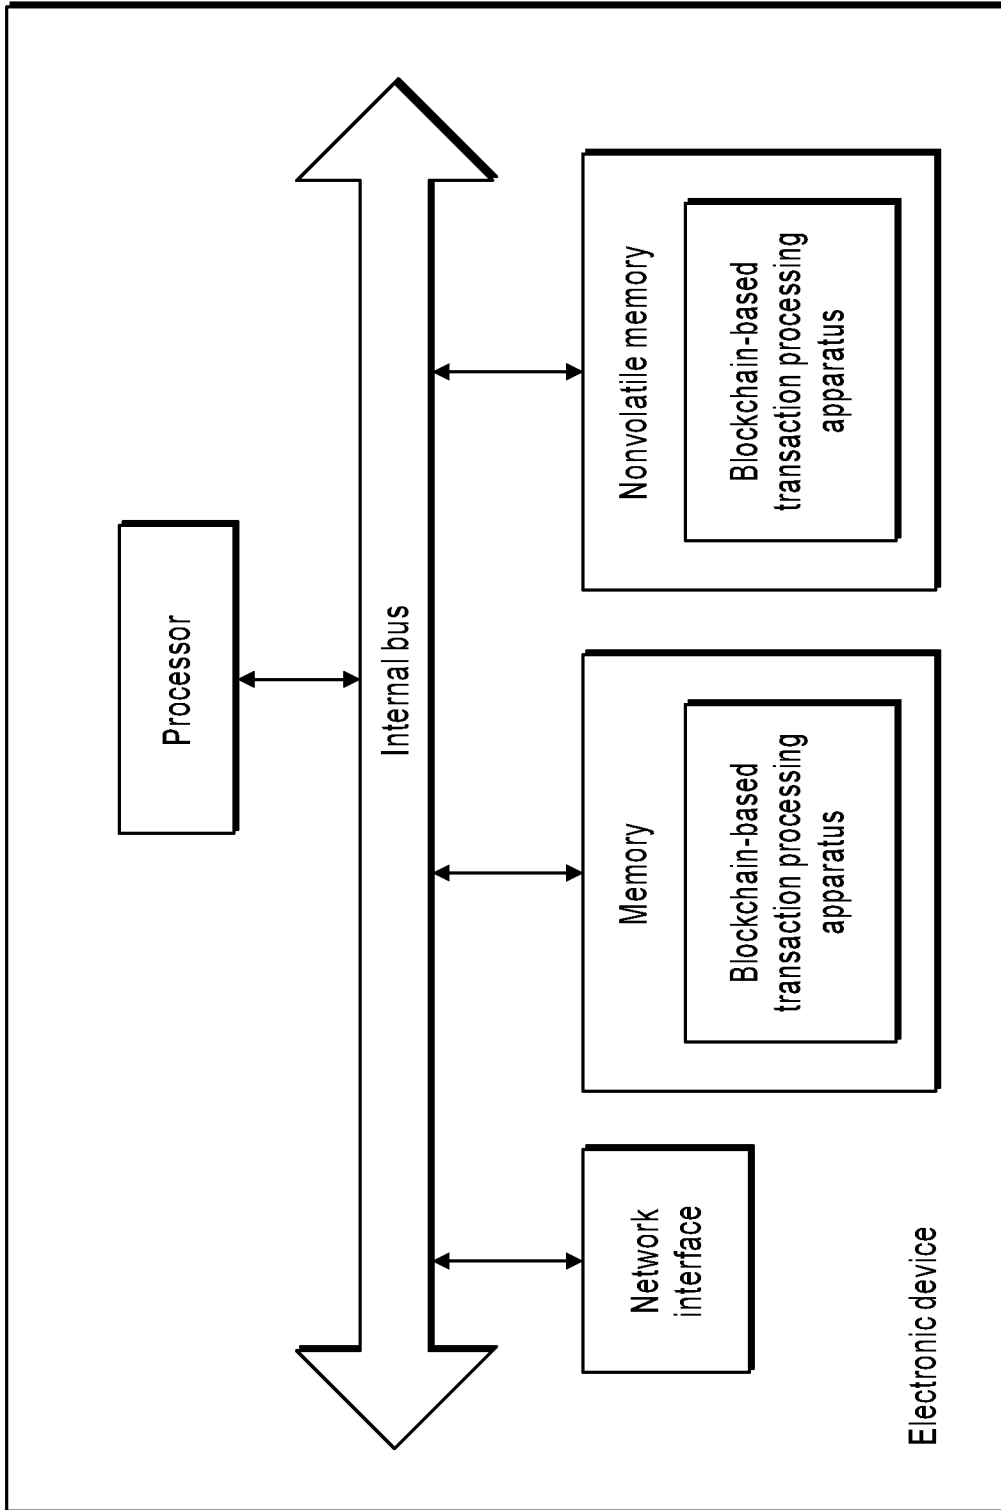 Processor
Internal bus
Network
interface
Memory
Blockchain-based
transaction processing
apparatus
Nonvolatile memory
Blockchain-based
transaction processing
apparatus
Electronic device